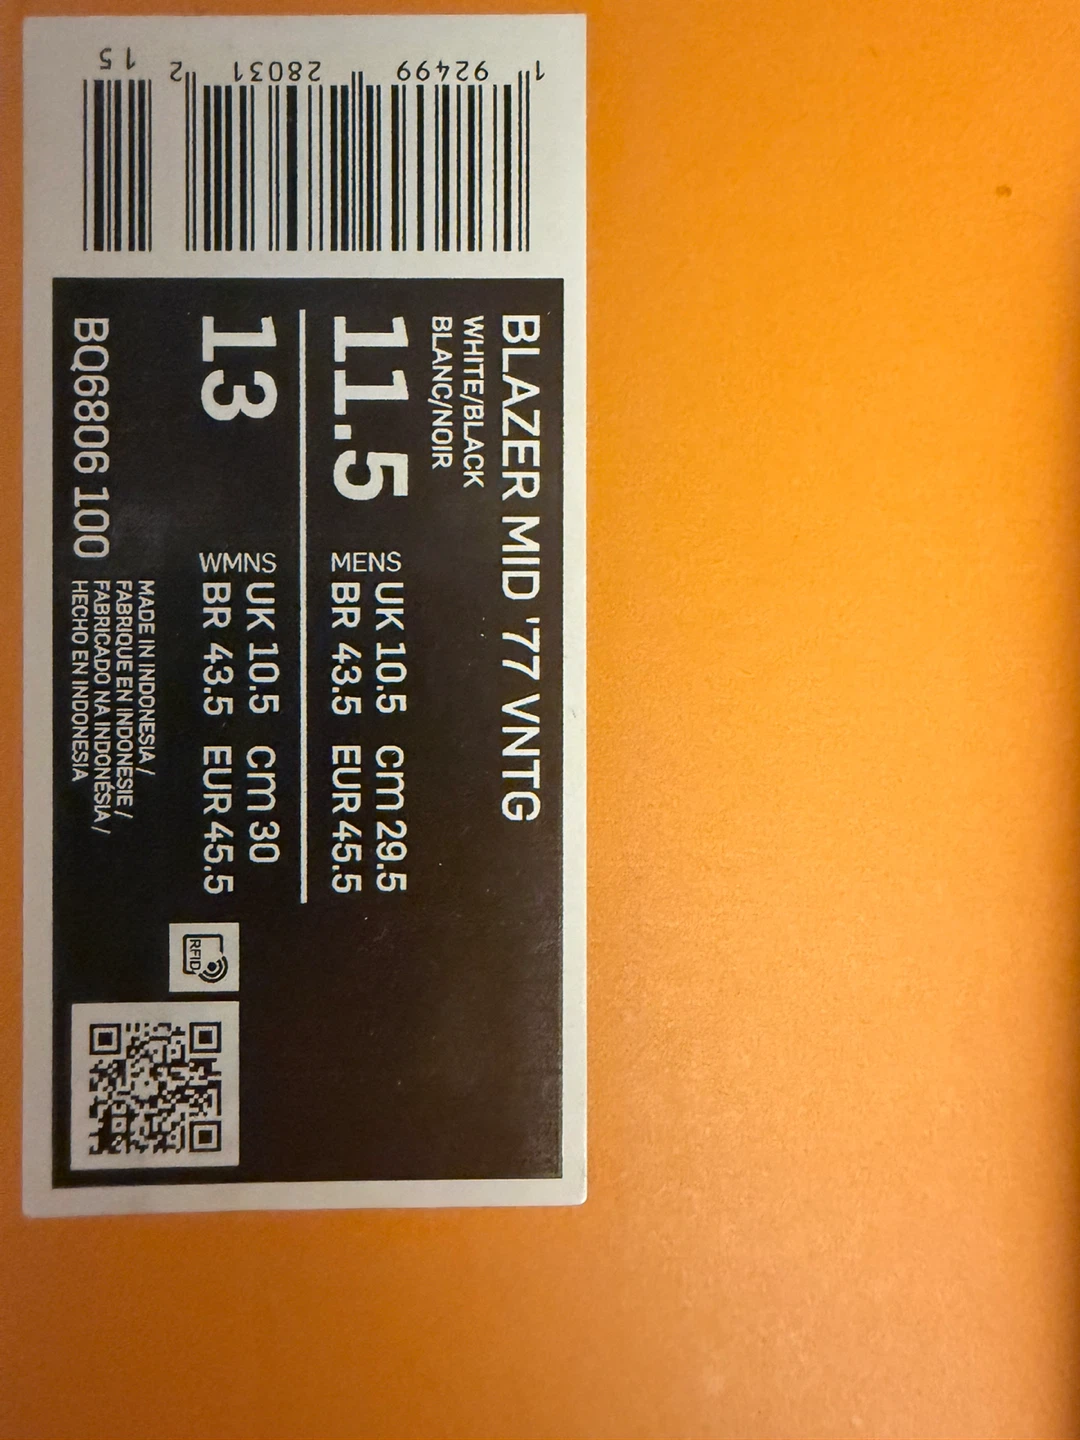 BLAZER MID '77 VNTG
WHITE/BLACK
BLANC/NOIR
11.5 MENS UK 10.5 cm 29.5
BR 43.5 EUR 45.5
13 WMNS UK 10.5 cm 30
BR 43.5 EUR 45.5
BQ6806 100
MADE IN INDONESIA /
FABRIQUE EN INDONESIE /
FABRICADO NA INDONÉSIA /
HECHO EN INDONESIA
RFID
1 92499 28031 2 15